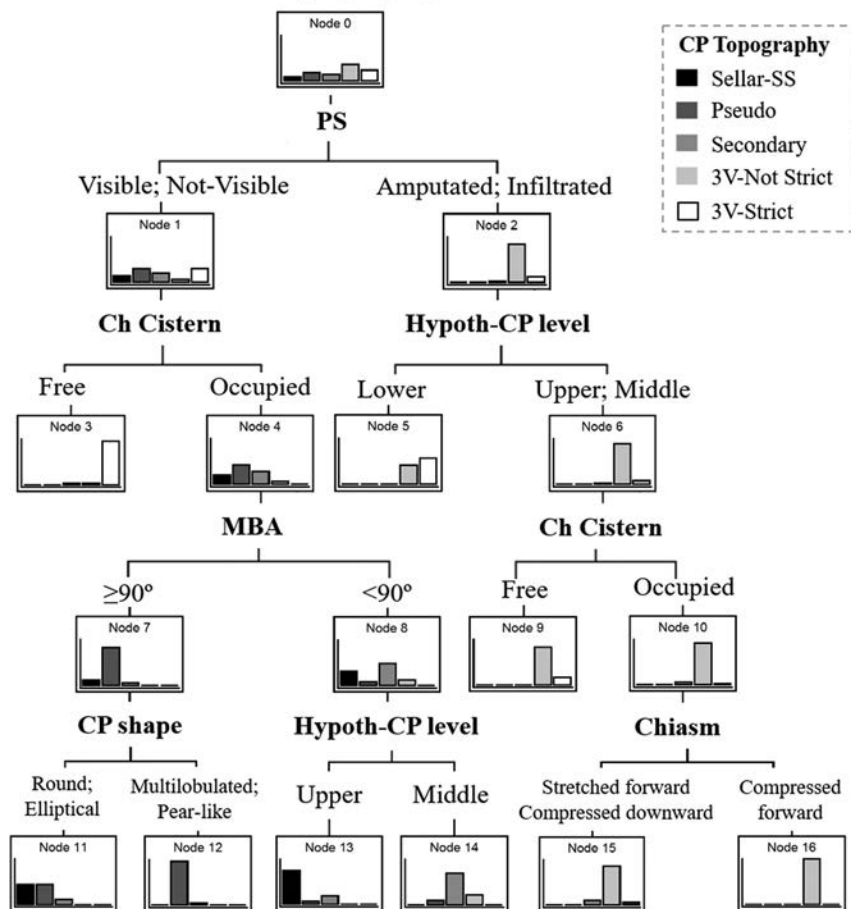 Node 0
CP Topography
Sellar-SS
Pseudo
Secondary
3V-Not Strict
3V-Strict
PS
Visible; Not-Visible
Amputated; Infiltrated
Node 1
Node 2
Ch Cistern
Hypoth-CP level
Free
Occupied
Lower
Upper; Middle
Node 3
Node 4
Node 5
Node 6
MBA
Ch Cistern
≥90º
<90º
Free
Occupied
Node 7
Node 8
Node 9
Node 10
CP shape
Hypoth-CP level
Chiasm
Round;
Elliptical
Multilobulated;
Pear-like
Upper
Middle
Stretched forward
Compressed downward
Compressed
forward
Node 11
Node 12
Node 13
Node 14
Node 15
Node 16